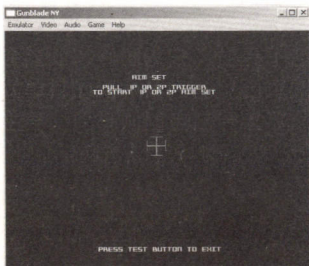 Gunblade NY
Emulator Video Audio Game Help
AIM SET
PULL 1P OR 2P TRIGGER
TO START 1P OR 2P AIM SET
PRESS TEST BUTTON TO EXIT